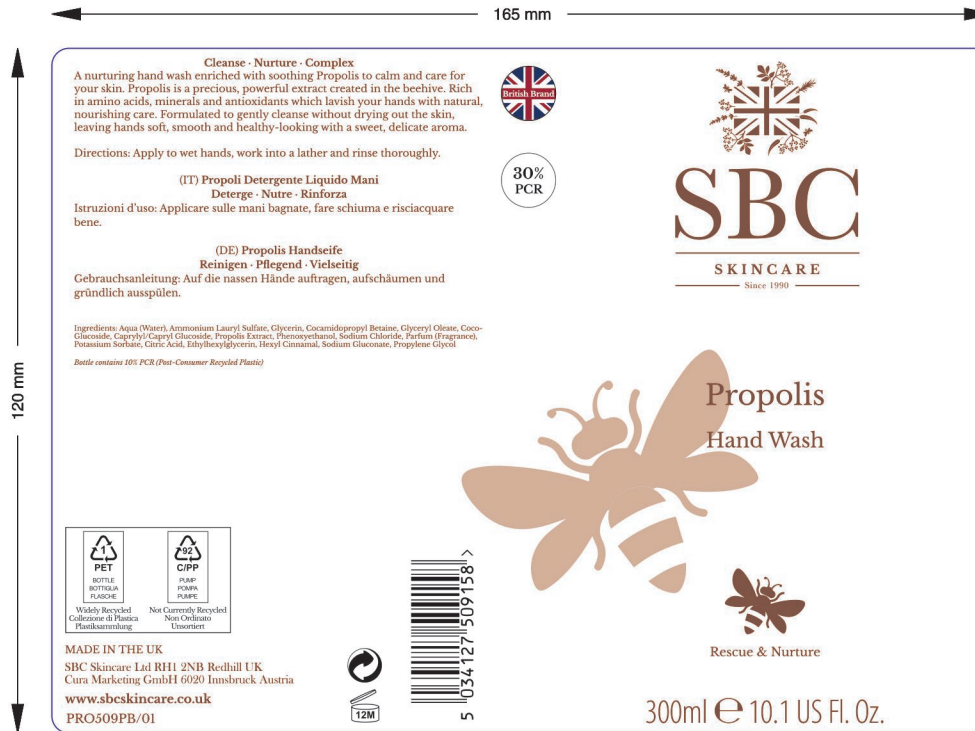 165 mm
120 mm
Cleanse · Nurture · Complex
A nurturing hand wash enriched with soothing Propolis to calm and care for
your skin. Propolis is a precious, powerful extract created in the beehive. Rich
in amino acids, minerals and antioxidants which lavish your hands with natural,
nourishing care. Formulated to gently cleanse without drying out the skin,
leaving hands soft, smooth and healthy-looking with a sweet, delicate aroma.
Directions: Apply to wet hands, work into a lather and rinse thoroughly.
(IT) Propoli Detergente Liquido Mani
Deterge · Nutre · Rinforza
Istruzioni d'uso: Applicare sulle mani bagnate, fare schiuma e risciacquare
bene.
(DE) Propolis Handseife
Reinigen · Pflegend · Vielseitig
Gebrauchsanleitung: Auf die nassen Hände auftragen, aufschäumen und
gründlich ausspülen.
Ingredients: Aqua (Water), Ammonium Lauryl Sulfate, Glycerin, Cocamidopropyl Betaine, Glyceryl Oleate, Coco-
Glucoside, Caprylyl/Capryl Glucoside, Propolis Extract, Phenoxyethanol, Sodium Chloride, Parfum (Fragrance),
Potassium Sorbate, Citric Acid, Ethylhexylglycerin, Hexyl Cinnamal, Sodium Gluconate, Propylene Glycol
Bottle contains 10% PCR (Post-Consumer Recycled Plastic)
1
PET
BOTTLE
BOTTIGLIA
FLASCHE
Widely Recycled
Collezione di Plastica
Plastiksammlung
92
C/PP
PUMP
POMPA
PUMPE
Not Currently Recycled
Non Ordinato
Unsortiert
MADE IN THE UK
SBC Skincare Ltd RH1 2NB Redhill UK
Cura Marketing GmbH 6020 Innsbruck Austria
www.sbcskincare.co.uk
PRO509PB/01
British Brand
30%
PCR
12M
5 034127 509158 >
SBC
SKINCARE
Since 1990
Propolis
Hand Wash
Rescue & Nurture
300ml ℮ 10.1 US Fl. Oz.